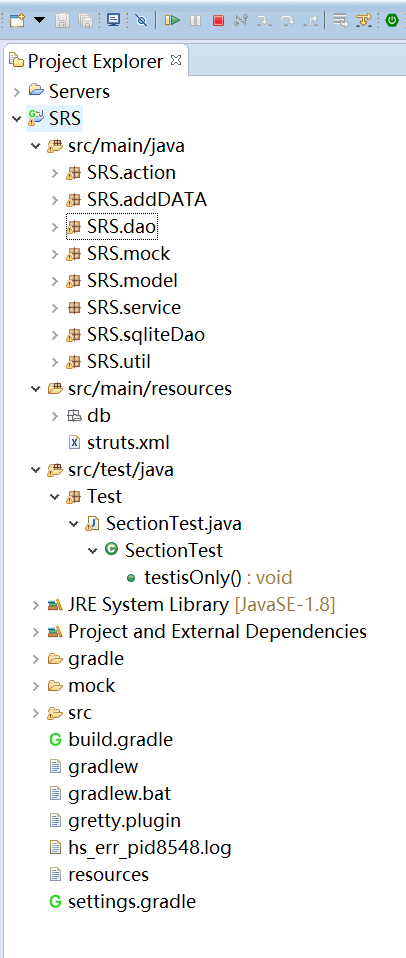 Project Explorer
Servers
SRS
src/main/java
SRS.action
SRS.addDATA
SRS.dao
SRS.mock
SRS.model
SRS.service
SRS.sqliteDao
SRS.util
src/main/resources
db
struts.xml
src/test/java
Test
SectionTest.java
SectionTest
testisOnly() : void
JRE System Library [JavaSE-1.8]
Project and External Dependencies
gradle
mock
src
build.gradle
gradlew
gradlew.bat
gretty.plugin
hs_err_pid8548.log
resources
settings.gradle